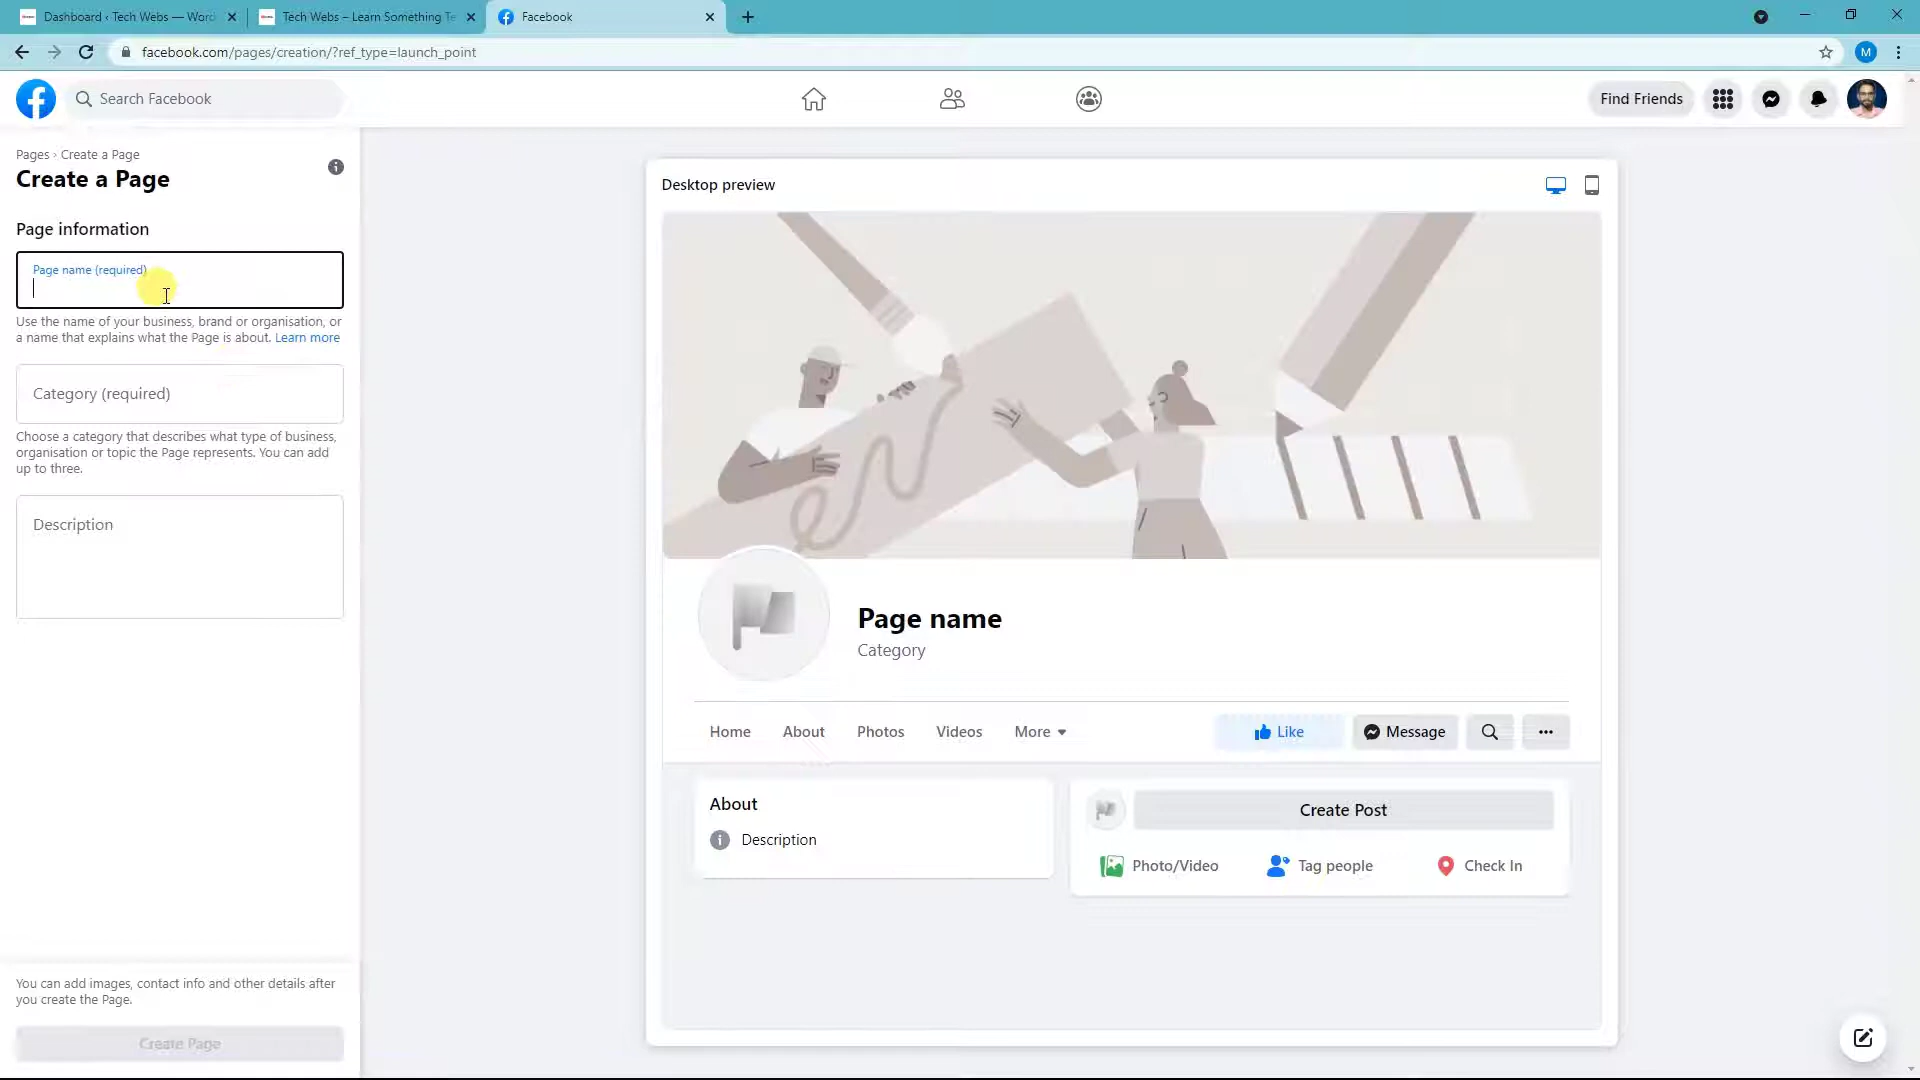 Dashboard ‹ Tech Webs — Word
Tech Webs – Learn Something Te
Facebook
facebook.com/pages/creation/?ref_type=launch_point
M
Search Facebook
Find Friends
Pages › Create a Page
Create a Page
Page information
Page name (required)
Use the name of your business, brand or organisation, or
a name that explains what the Page is about. Learn more
Category (required)
Choose a category that describes what type of business,
organisation or topic the Page represents. You can add
up to three.
Description
You can add images, contact info and other details after
you create the Page.
Create Page
Desktop preview
Page name
Category
Home About Photos Videos More
Like Message
About
Description
Create Post
Photo/Video Tag people Check In